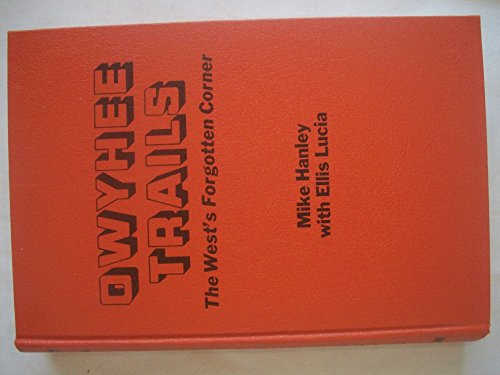 OWYHEE
TRAILS
The West's Forgotten Corner
Mike Hanley
with Ellis Lucia